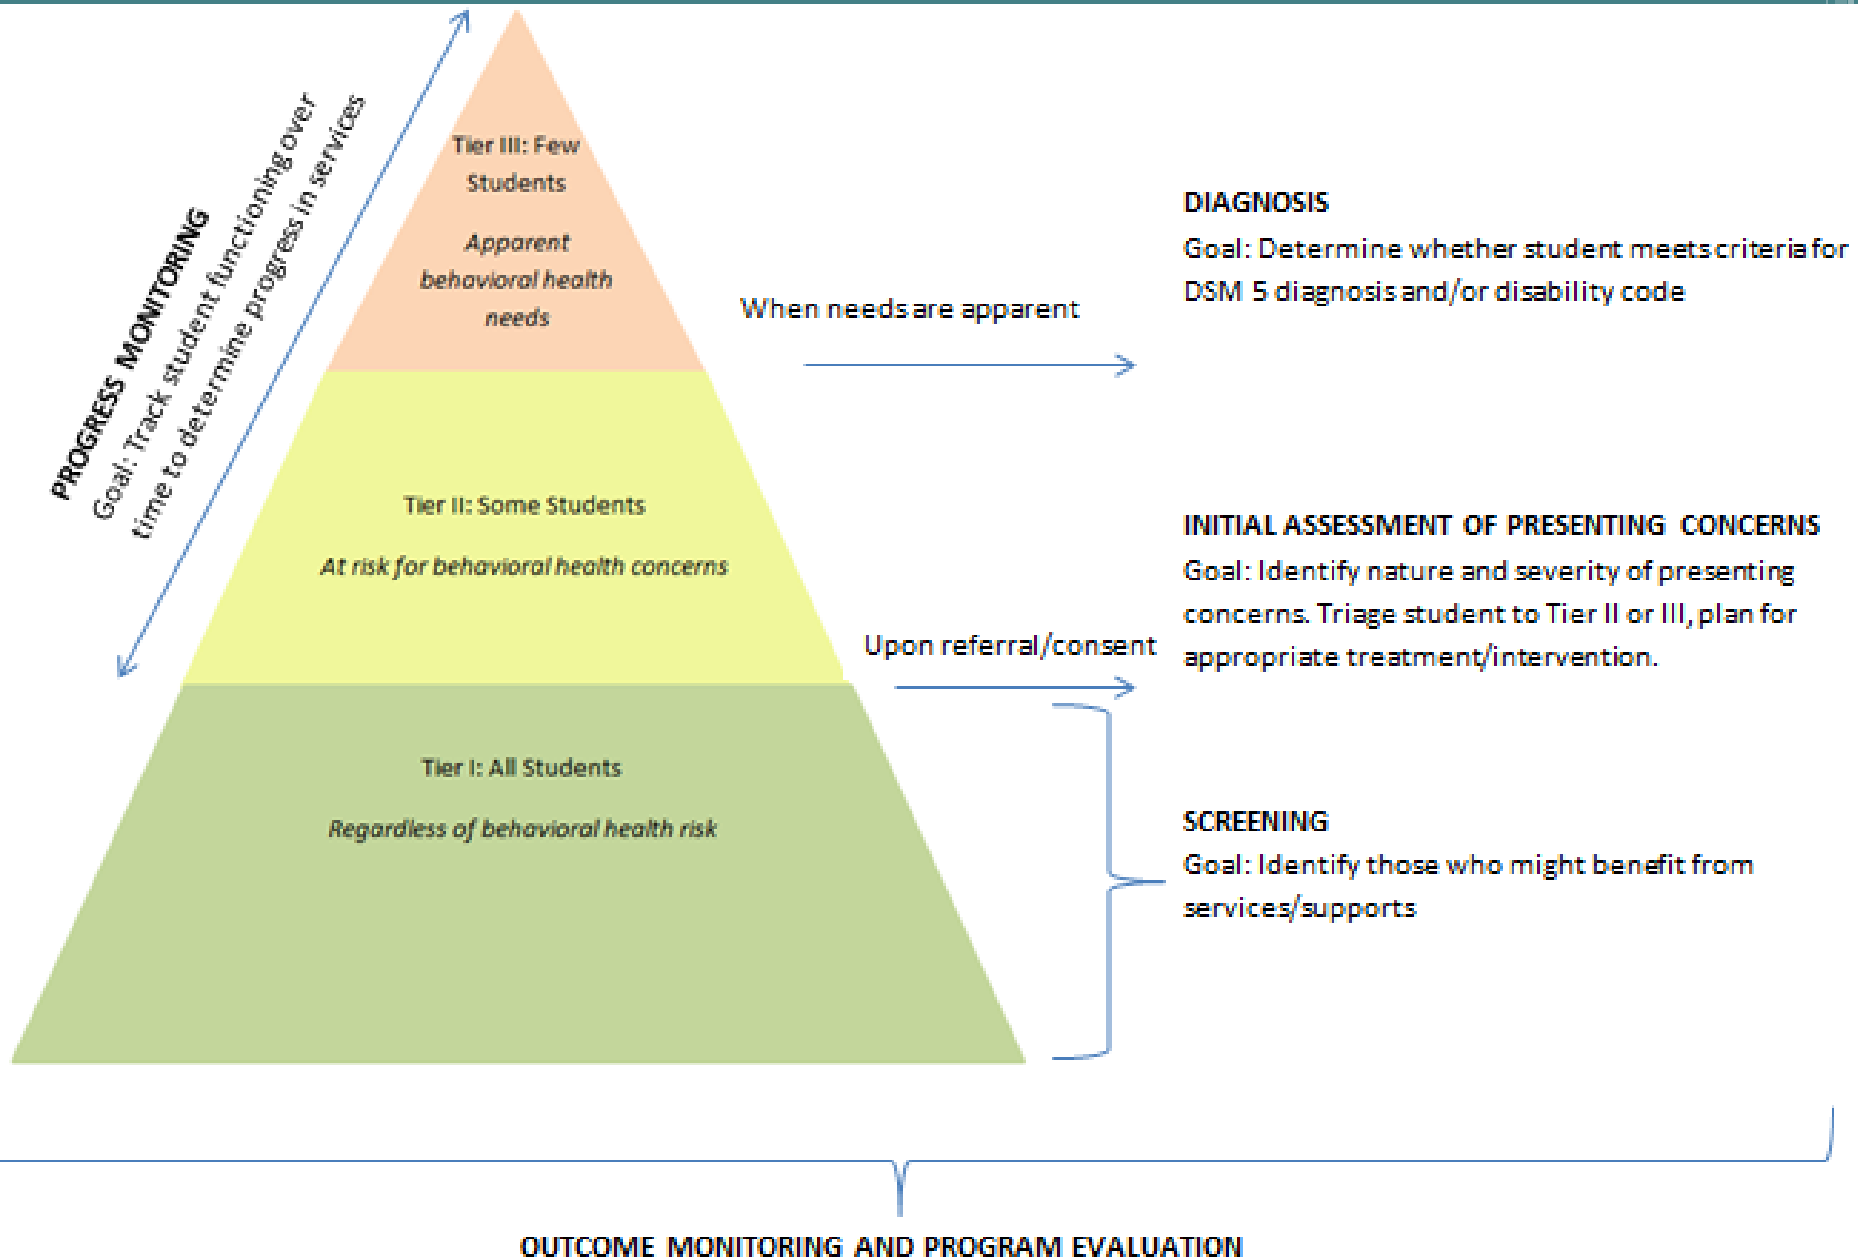 PROGRESS MONITORING
Goal: Track student functioning over
time to determine progress in services
Tier III: Few
Students
Apparent
behavioral health
needs
When needs are apparent
DIAGNOSIS
Goal: Determine whether student meets criteria for
DSM 5 diagnosis and/or disability code
Tier II: Some Students
At risk for behavioral health concerns
Upon referral/consent
INITIAL ASSESSMENT OF PRESENTING CONCERNS
Goal: Identify nature and severity of presenting
concerns. Triage student to Tier II or III, plan for
appropriate treatment/intervention.
Tier I: All Students
Regardless of behavioral health risk
SCREENING
Goal: Identify those who might benefit from
services/supports
OUTCOME MONITORING AND PROGRAM EVALUATION